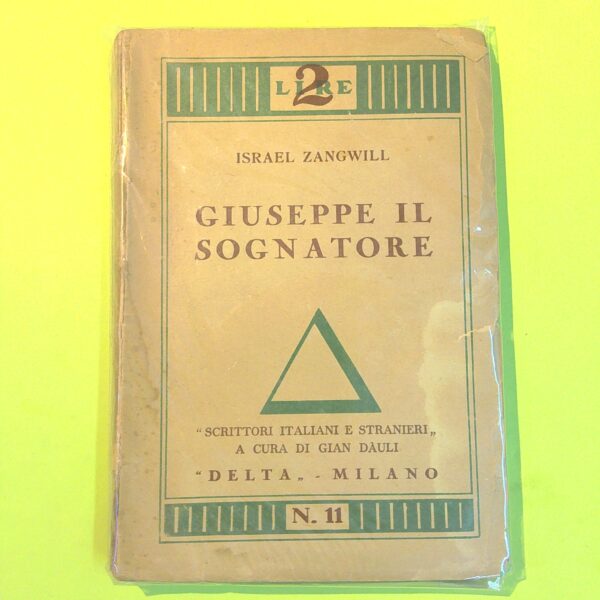 2
LIRE
ISRAEL ZANGWILL
GIUSEPPE IL
SOGNATORE
"SCRITTORI ITALIANI E STRANIERI„
A CURA DI GIAN DÀULI
"DELTA„ - MILANO
N. 11